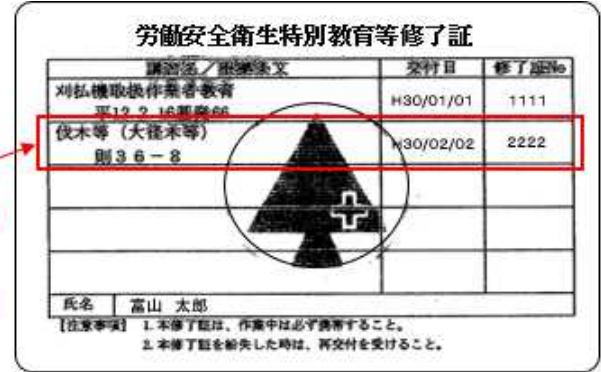 労働安全衛生特別教育等修了証
講習名/根拠条文 交付日 修了証No
刈払機取扱作業者教育 H30/01/01 1111
平12.2.16基発66
伐木等(大径木等) H30/02/02 2222
則36-8
氏名 富山 太郎
【注意事項】 1.本修了証は、作業中は必ず携帯すること。
2.本修了証を紛失した時は、再交付を受けること。